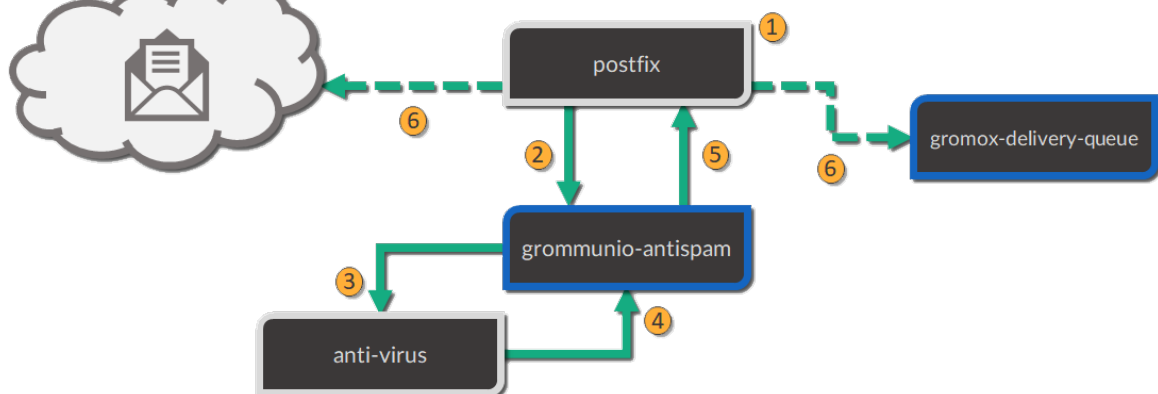 1
postfix
6
2
5
6
gromox-delivery-queue
grommunio-antispam
3
4
anti-virus